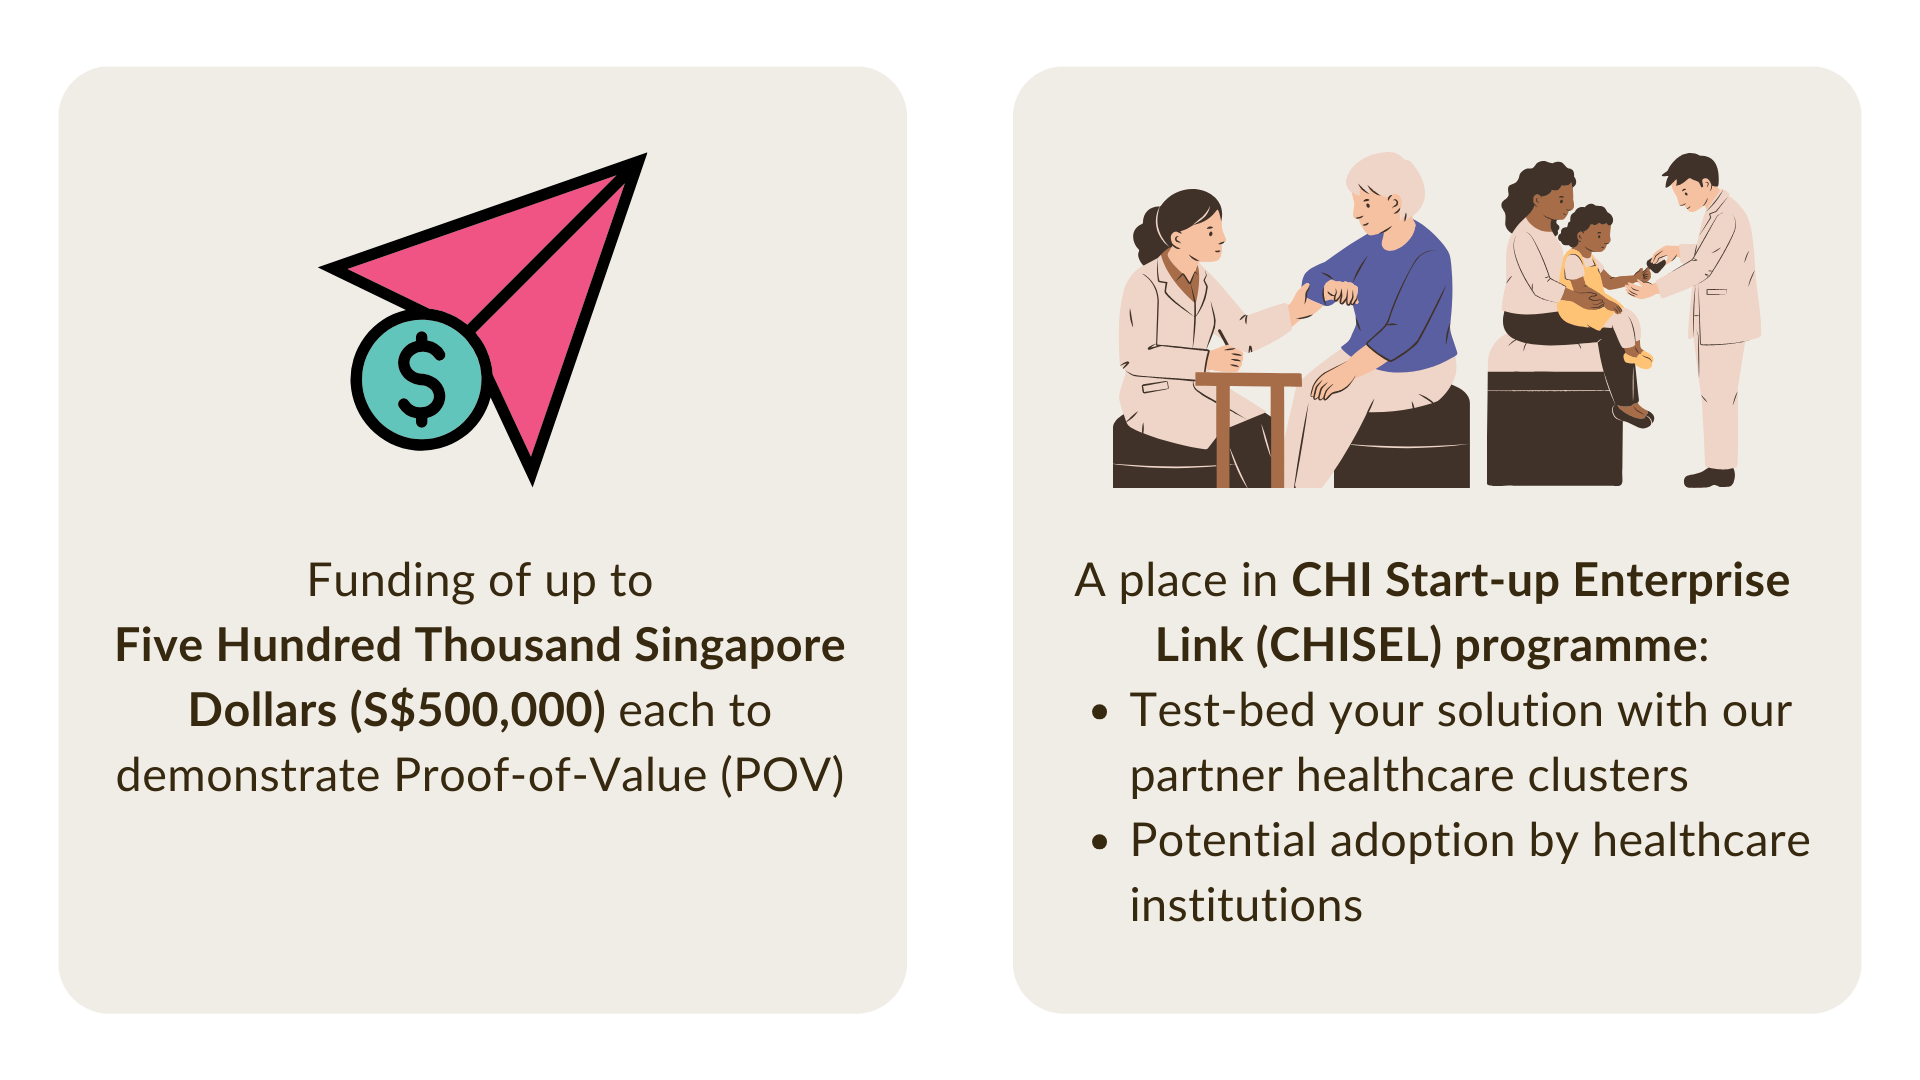 $
Funding of up to
Five Hundred Thousand Singapore
Dollars (S$500,000) each to
demonstrate Proof-of-Value (POV)
A place in CHI Start-up Enterprise
Link (CHISEL) programme:
• Test-bed your solution with our
partner healthcare clusters
• Potential adoption by healthcare
institutions